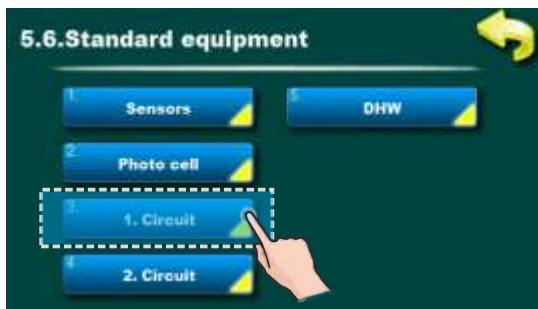 5.6.Standard equipment
1. Sensors
2. Photo cell
3. 1. Circuit
4. 2. Circuit
5. DHW